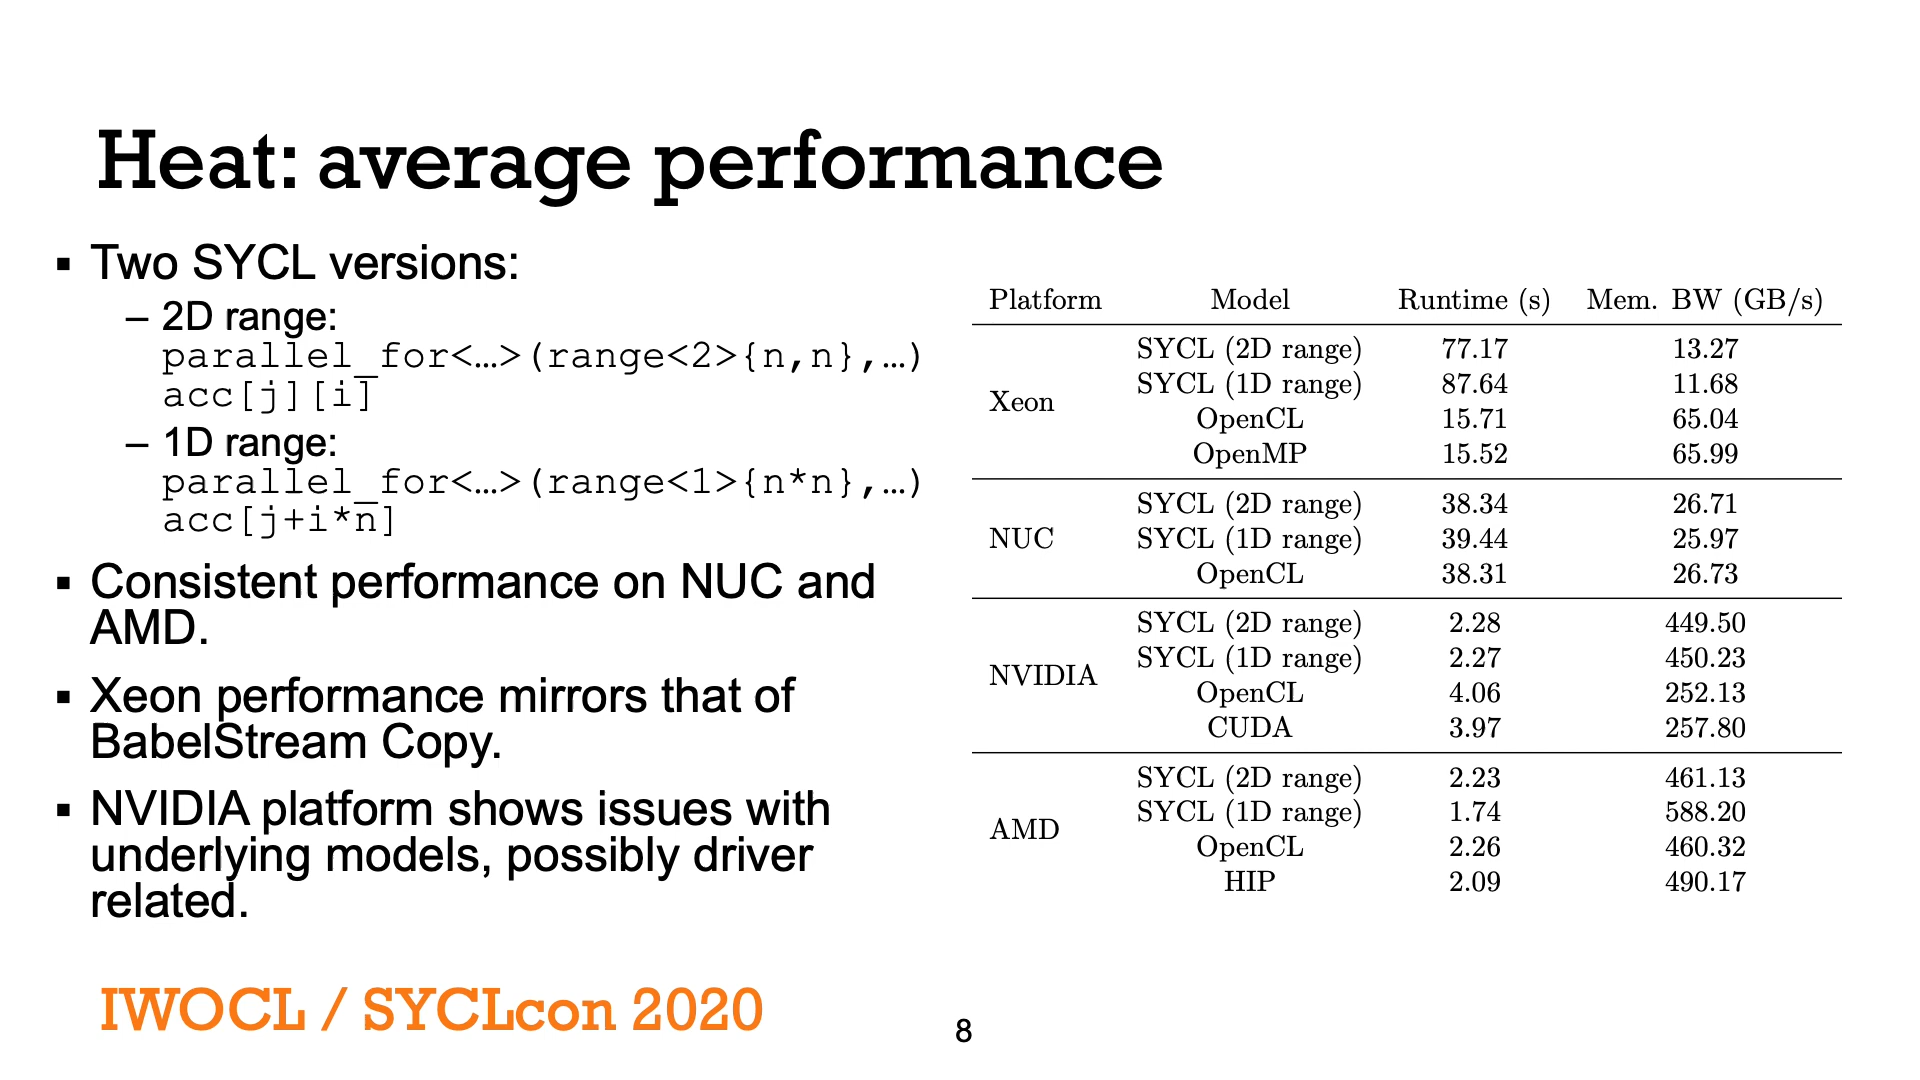 Heat: average performance
▪ Two SYCL versions:
– 2D range:
parallel_for<…>(range<2>{n,n},…)
acc[j][i]
– 1D range:
parallel_for<…>(range<1>{n*n},…)
acc[j+i*n]
▪ Consistent performance on NUC and
AMD.
▪ Xeon performance mirrors that of
BabelStream Copy.
▪ NVIDIA platform shows issues with
underlying models, possibly driver
related.
Platform Model Runtime (s) Mem. BW (GB/s)
Xeon
SYCL (2D range) 77.17 13.27
SYCL (1D range) 87.64 11.68
OpenCL 15.71 65.04
OpenMP 15.52 65.99
NUC
SYCL (2D range) 38.34 26.71
SYCL (1D range) 39.44 25.97
OpenCL 38.31 26.73
NVIDIA
SYCL (2D range) 2.28 449.50
SYCL (1D range) 2.27 450.23
OpenCL 4.06 252.13
CUDA 3.97 257.80
AMD
SYCL (2D range) 2.23 461.13
SYCL (1D range) 1.74 588.20
OpenCL 2.26 460.32
HIP 2.09 490.17
IWOCL / SYCLcon 2020
8